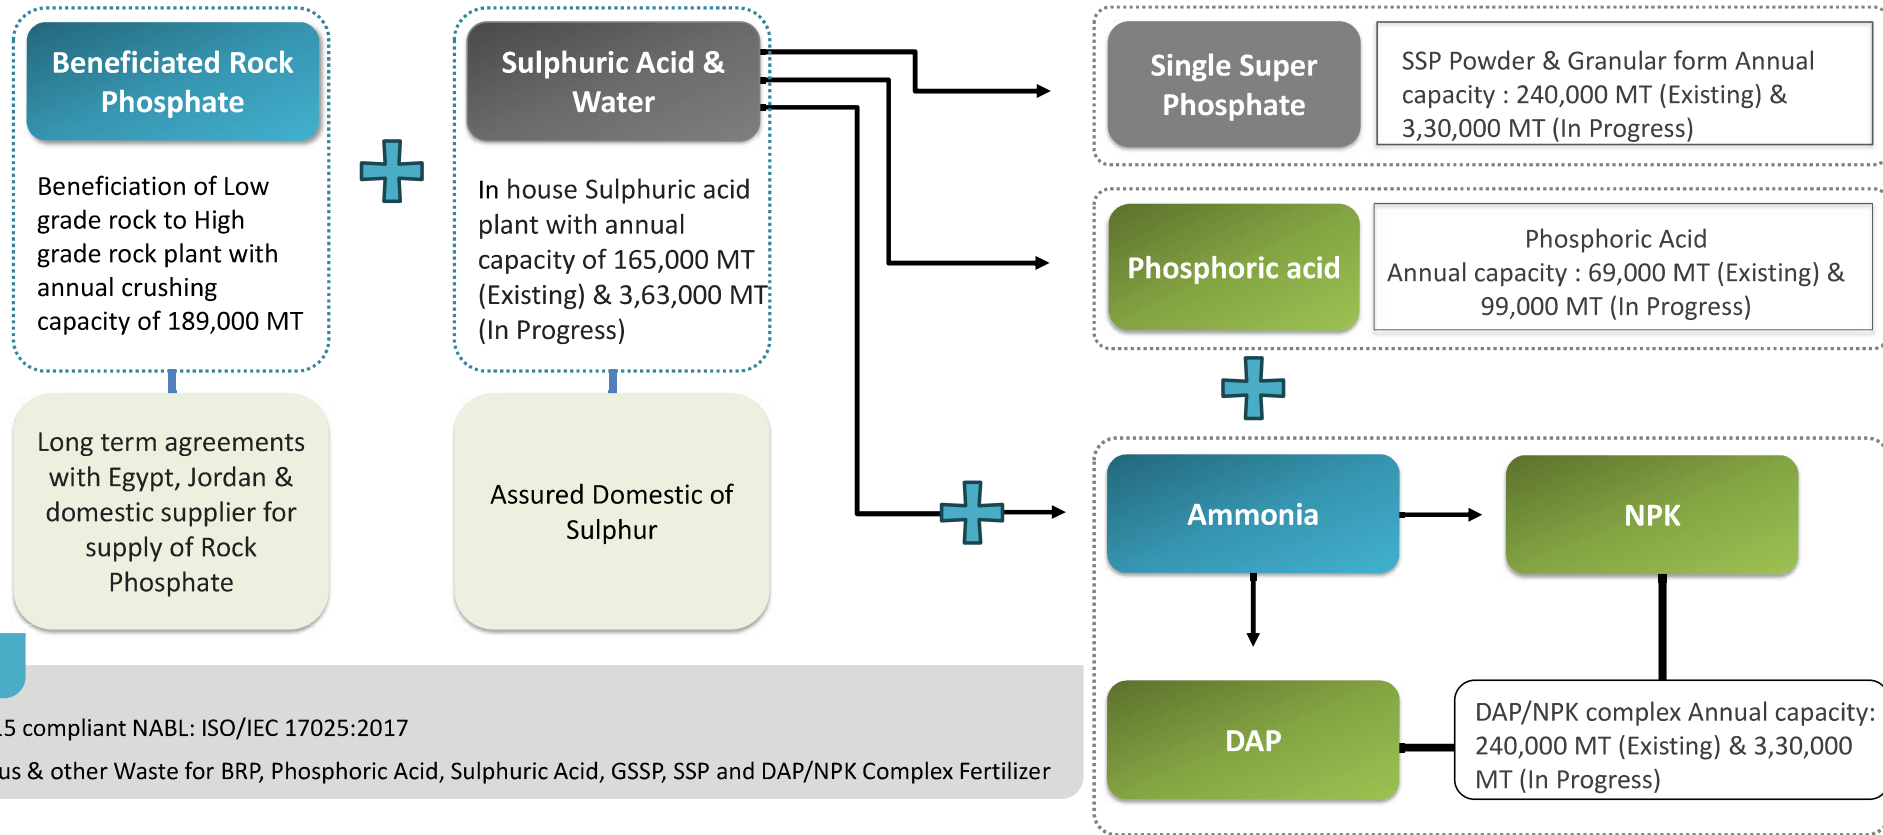 Beneficiated Rock
Phosphate
Beneficiation of Low
grade rock to High
grade rock plant with
annual crushing
capacity of 189,000 MT
Long term agreements
with Egypt, Jordan &
domestic supplier for
supply of Rock
Phosphate
Sulphuric Acid &
Water
In house Sulphuric acid
plant with annual
capacity of 165,000 MT
(Existing) & 3,63,000 MT
(In Progress)
Assured Domestic of
Sulphur
Single Super
Phosphate
SSP Powder & Granular form Annual
capacity : 240,000 MT (Existing) &
3,30,000 MT (In Progress)
Phosphoric acid
Phosphoric Acid
Annual capacity : 69,000 MT (Existing) &
99,000 MT (In Progress)
Ammonia
NPK
DAP
DAP/NPK complex Annual capacity:
240,000 MT (Existing) & 3,30,000
MT (In Progress)
15 compliant NABL: ISO/IEC 17025:2017
us & other Waste for BRP, Phosphoric Acid, Sulphuric Acid, GSSP, SSP and DAP/NPK Complex Fertilizer